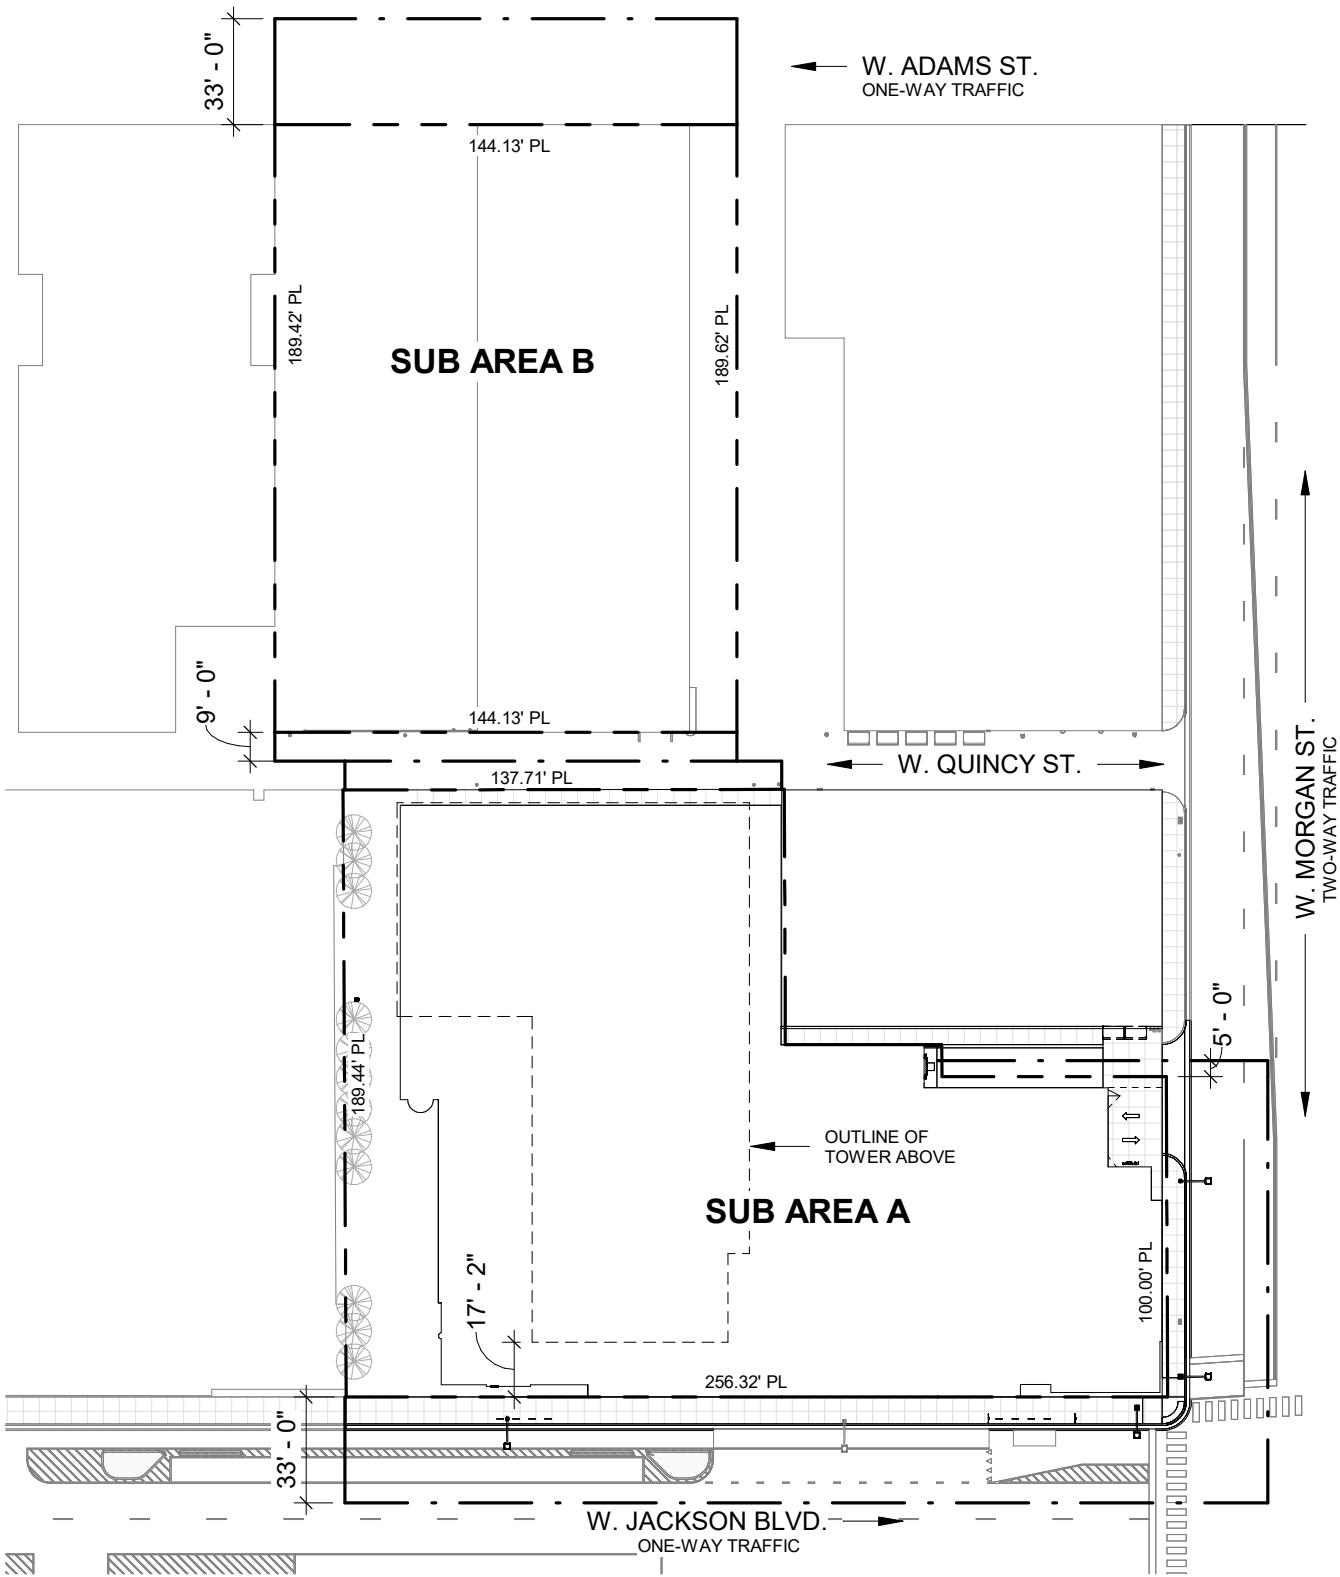 33' - 0"
W. ADAMS ST.
ONE-WAY TRAFFIC
144.13' PL
189.42' PL
189.62' PL
SUB AREA B
9' - 0"
144.13' PL
137.71' PL
W. QUINCY ST.
W. MORGAN ST.
TWO-WAY TRAFFIC
5' - 0"
189.44' PL
OUTLINE OF
TOWER ABOVE
SUB AREA A
100.00' PL
17' - 2"
256.32' PL
33' - 0"
W. JACKSON BLVD.
ONE-WAY TRAFFIC